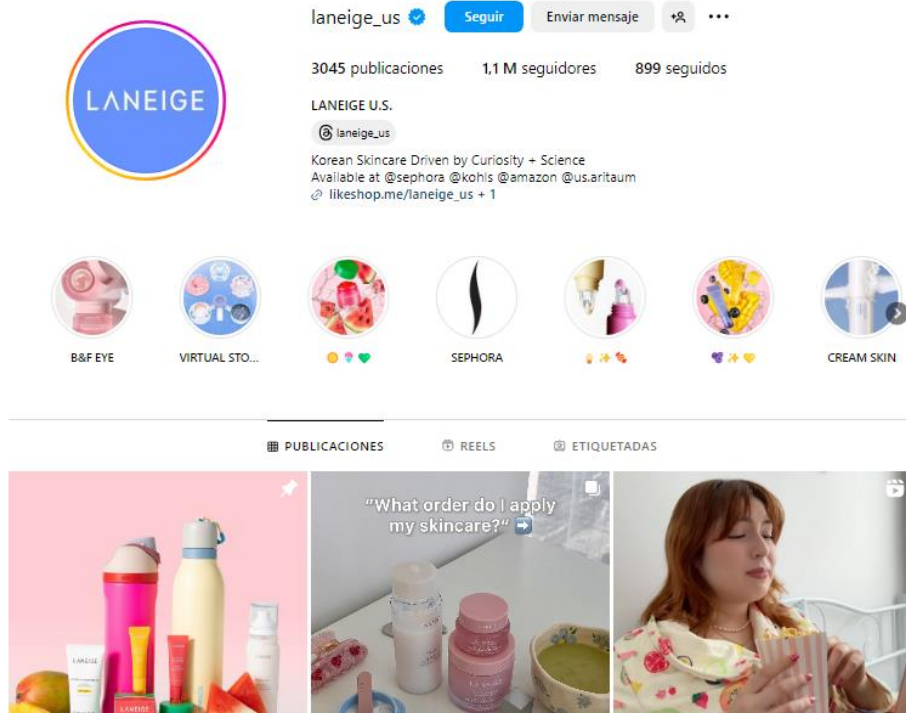 laneige_us
Seguir
Enviar mensaje
3045 publicaciones
1,1 M seguidores
899 seguidos
LANEIGE
LANEIGE U.S.
laneige_us
Korean Skincare Driven by Curiosity + Science
Available at @sephora @kohls @amazon @us.aritaum
likeshop.me/laneige_us + 1
B&F EYE
VIRTUAL STO...
SEPHORA
CREAM SKIN
PUBLICACIONES
REELS
ETIQUETADAS
"What order do I apply
my skincare?"
LANEIGE
LANEIGE